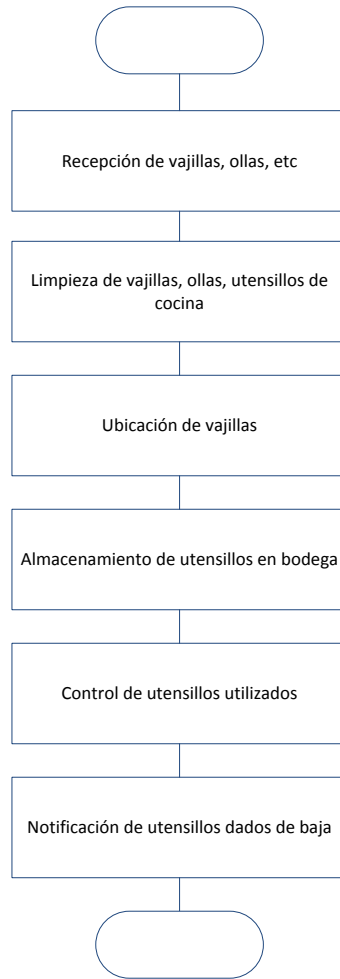 Recepción de vajillas, ollas, etc
Limpieza de vajillas, ollas, utensillos de
cocina
Ubicación de vajillas
Almacenamiento de utensillos en bodega
Control de utensillos utilizados
Notificación de utensillos dados de baja